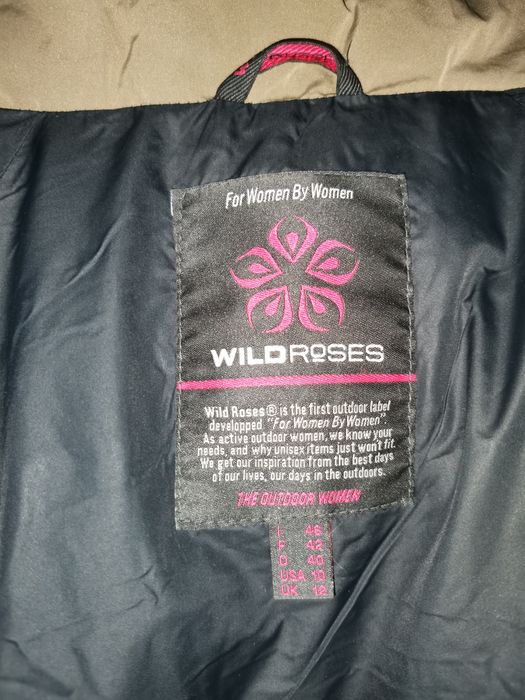 For Women By Women
WILDROSES
Wild Roses® is the first outdoor label
developped "For Women By Women".
As active outdoor women, we know your
needs, and why unisex items just won't fit.
We get our inspiration from the best days
of our lives, our days in the outdoors.
THE OUTDOOR WOMEN
I 46
F 42
D 40
USA 10
UK